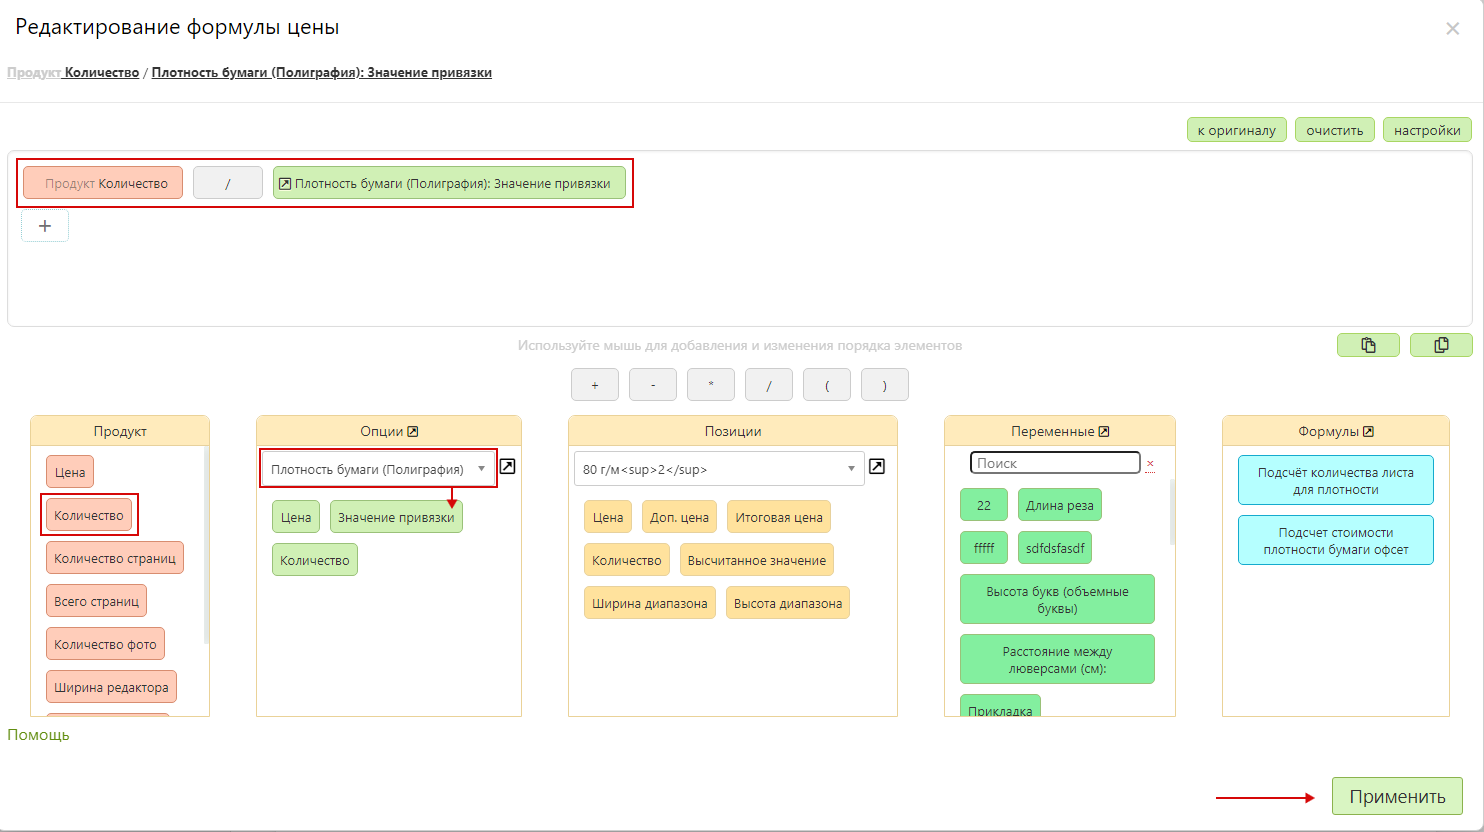 Редактирование формулы цены
Продукт Количество / Плотность бумаги (Полиграфия): Значение привязки
к оригиналу очистить настройки
Продукт Количество / Плотность бумаги (Полиграфия): Значение привязки
+
Используйте мышь для добавления и изменения порядка элементов
+ - * / ( )
Продукт
Цена
Количество
Количество страниц
Всего страниц
Количество фото
Ширина редактора
Опции
Плотность бумаги (Полиграфия)
Цена Значение привязки
Количество
Позиции
80 г/м<sup>2</sup>
Цена Доп. цена Итоговая цена
Количество Высчитанное значение
Ширина диапазона Высота диапазона
Переменные
Поиск ×
22 Длина реза
fffff sdfdsfasdf
Высота букв (объемные
буквы)
Расстояние между
люверсами (см):
Прикладка
Формулы
Подсчёт количества листа
для плотности
Подсчет стоимости
плотности бумаги офсет
Помощь
Применить